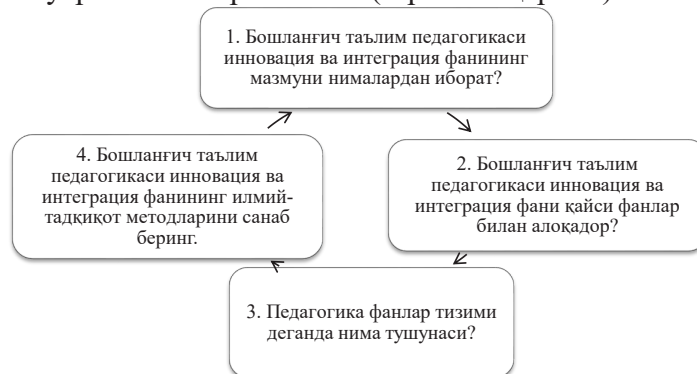 1. Бошланғич таълим педагогикаси
инновация ва интеграция фанининг
мазмуни нималардан иборат?
2. Бошланғич таълим
педагогикаси инновация ва
интеграция фани қайси фанлар
билан алоқадор?
3. Педагогика фанлар тизими
деганда нима тушунаси?
4. Бошланғич таълим
педагогикаси инновация ва
интеграция фанининг илмий-
тадқиқот методларини санаб
беринг.